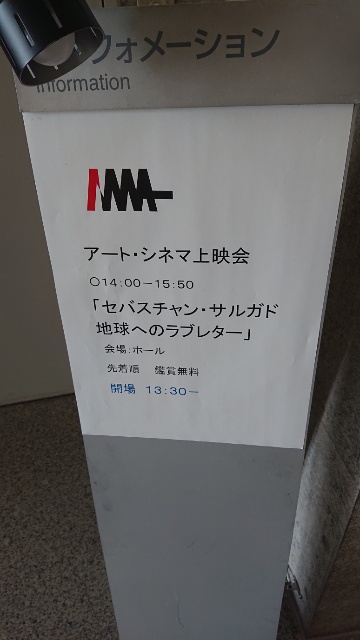 フォメーション
Information
アート・シネマ上映会
○14:00－15:50
「セバスチャン・サルガド
地球へのラブレター」
会場:ホール
先着順　鑑賞無料
開場　13:30－